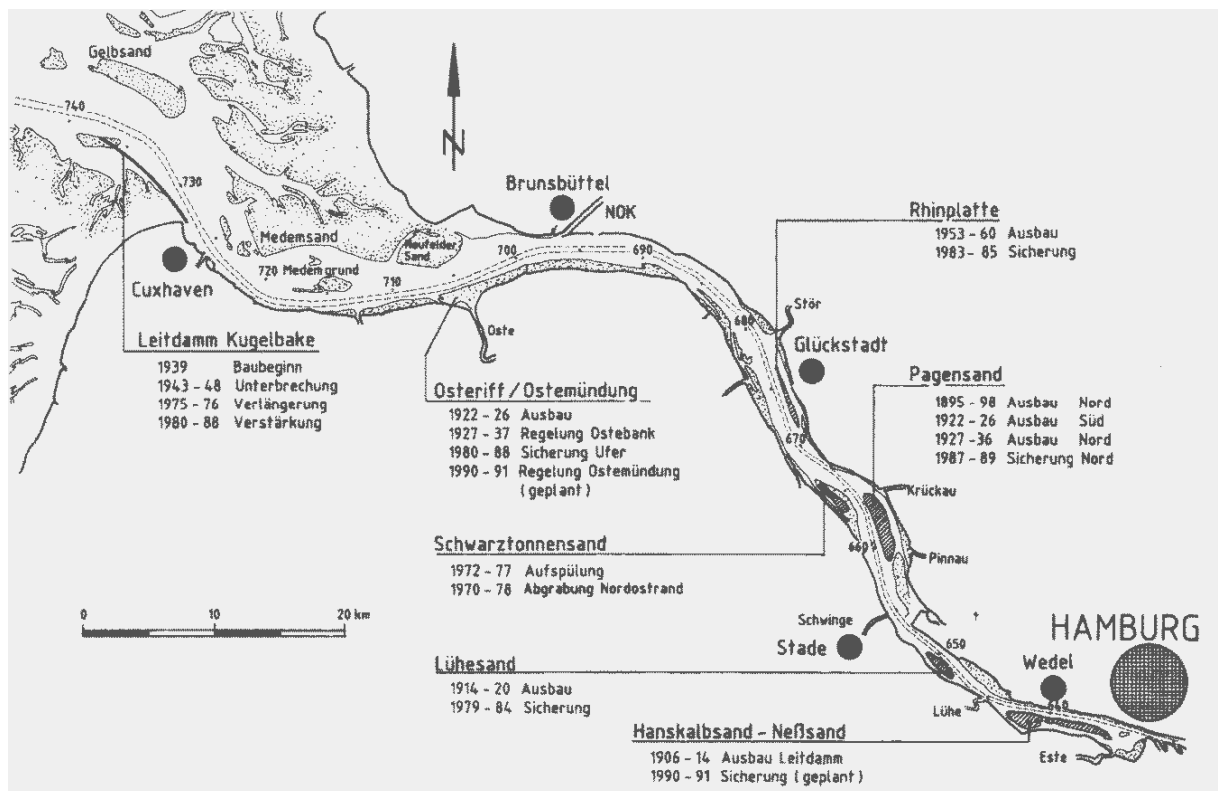 Gelbsand
740
730
N
Brunsbüttel
NOK
Rhinplatte
1953 - 60 Ausbau
1983 - 85 Sicherung
Medemsand
Neufelder
Sand
700
690
720
Medemgrund
710
Cuxhaven
Oste
680
Stör
Glückstadt
Leitdamm Kugelbake
1939 Baubeginn
1943 - 48 Unterbrechung
1975 - 76 Verlängerung
1980 - 88 Verstärkung
Osteriff / Ostemündung
1922 - 26 Ausbau
1927 - 37 Regelung Ostebank
1980 - 88 Sicherung Ufer
1990 - 91 Regelung Ostemündung
(geplant)
Pagensand
1895 - 98 Ausbau Nord
1922 - 26 Ausbau Süd
1927 - 36 Ausbau Nord
1987 - 89 Sicherung Nord
670
Krückau
660
Pinnau
Schwarztonnensand
1972 - 77 Aufspülung
1970 - 78 Abgrabung Nordostrand
0 10 20 km
Schwinge
Stade
650
HAMBURG
Wedel
640
Lühesand
1914 - 20 Ausbau
1979 - 84 Sicherung
Lühe
Este
Hanskalbsand - Neßsand
1906 - 14 Ausbau Leitdamm
1990 - 91 Sicherung (geplant)